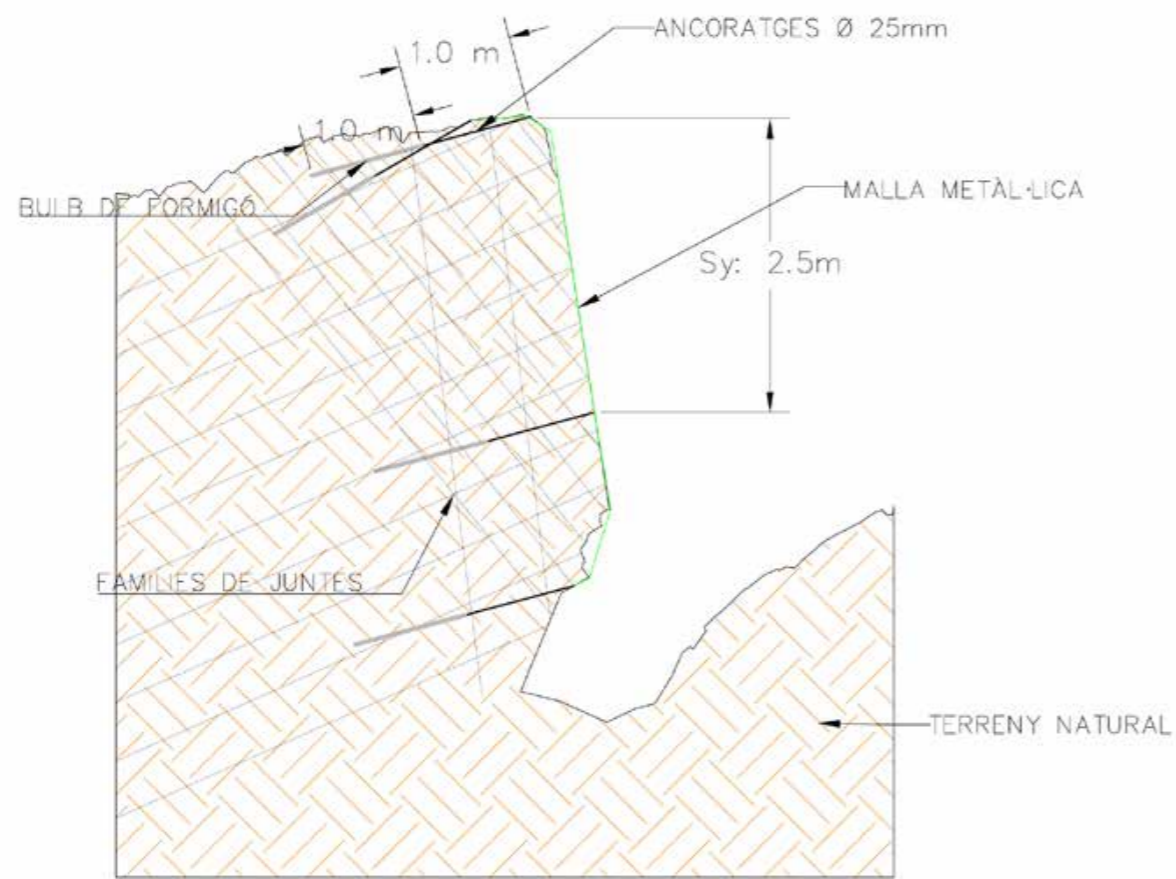 ANCORATGES Ø 25mm
1.0 m
1.0 m
BULB DE FORMIGÓ
MALLA METÀL·LICA
Sy: 2.5m
FAMILIES DE JUNTES
TERRENY NATURAL